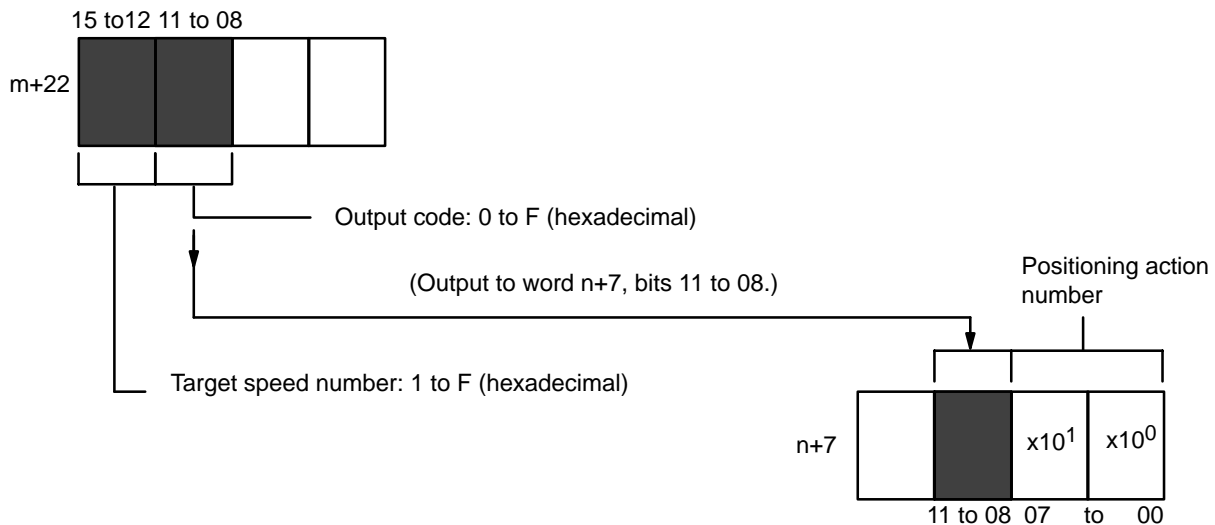 15 to12 11 to 08
m+22
Output code: 0 to F (hexadecimal)
(Output to word n+7, bits 11 to 08.)
Positioning action
number
Target speed number: 1 to F (hexadecimal)
n+7
x10¹ x10⁰
11 to 08 07 to 00